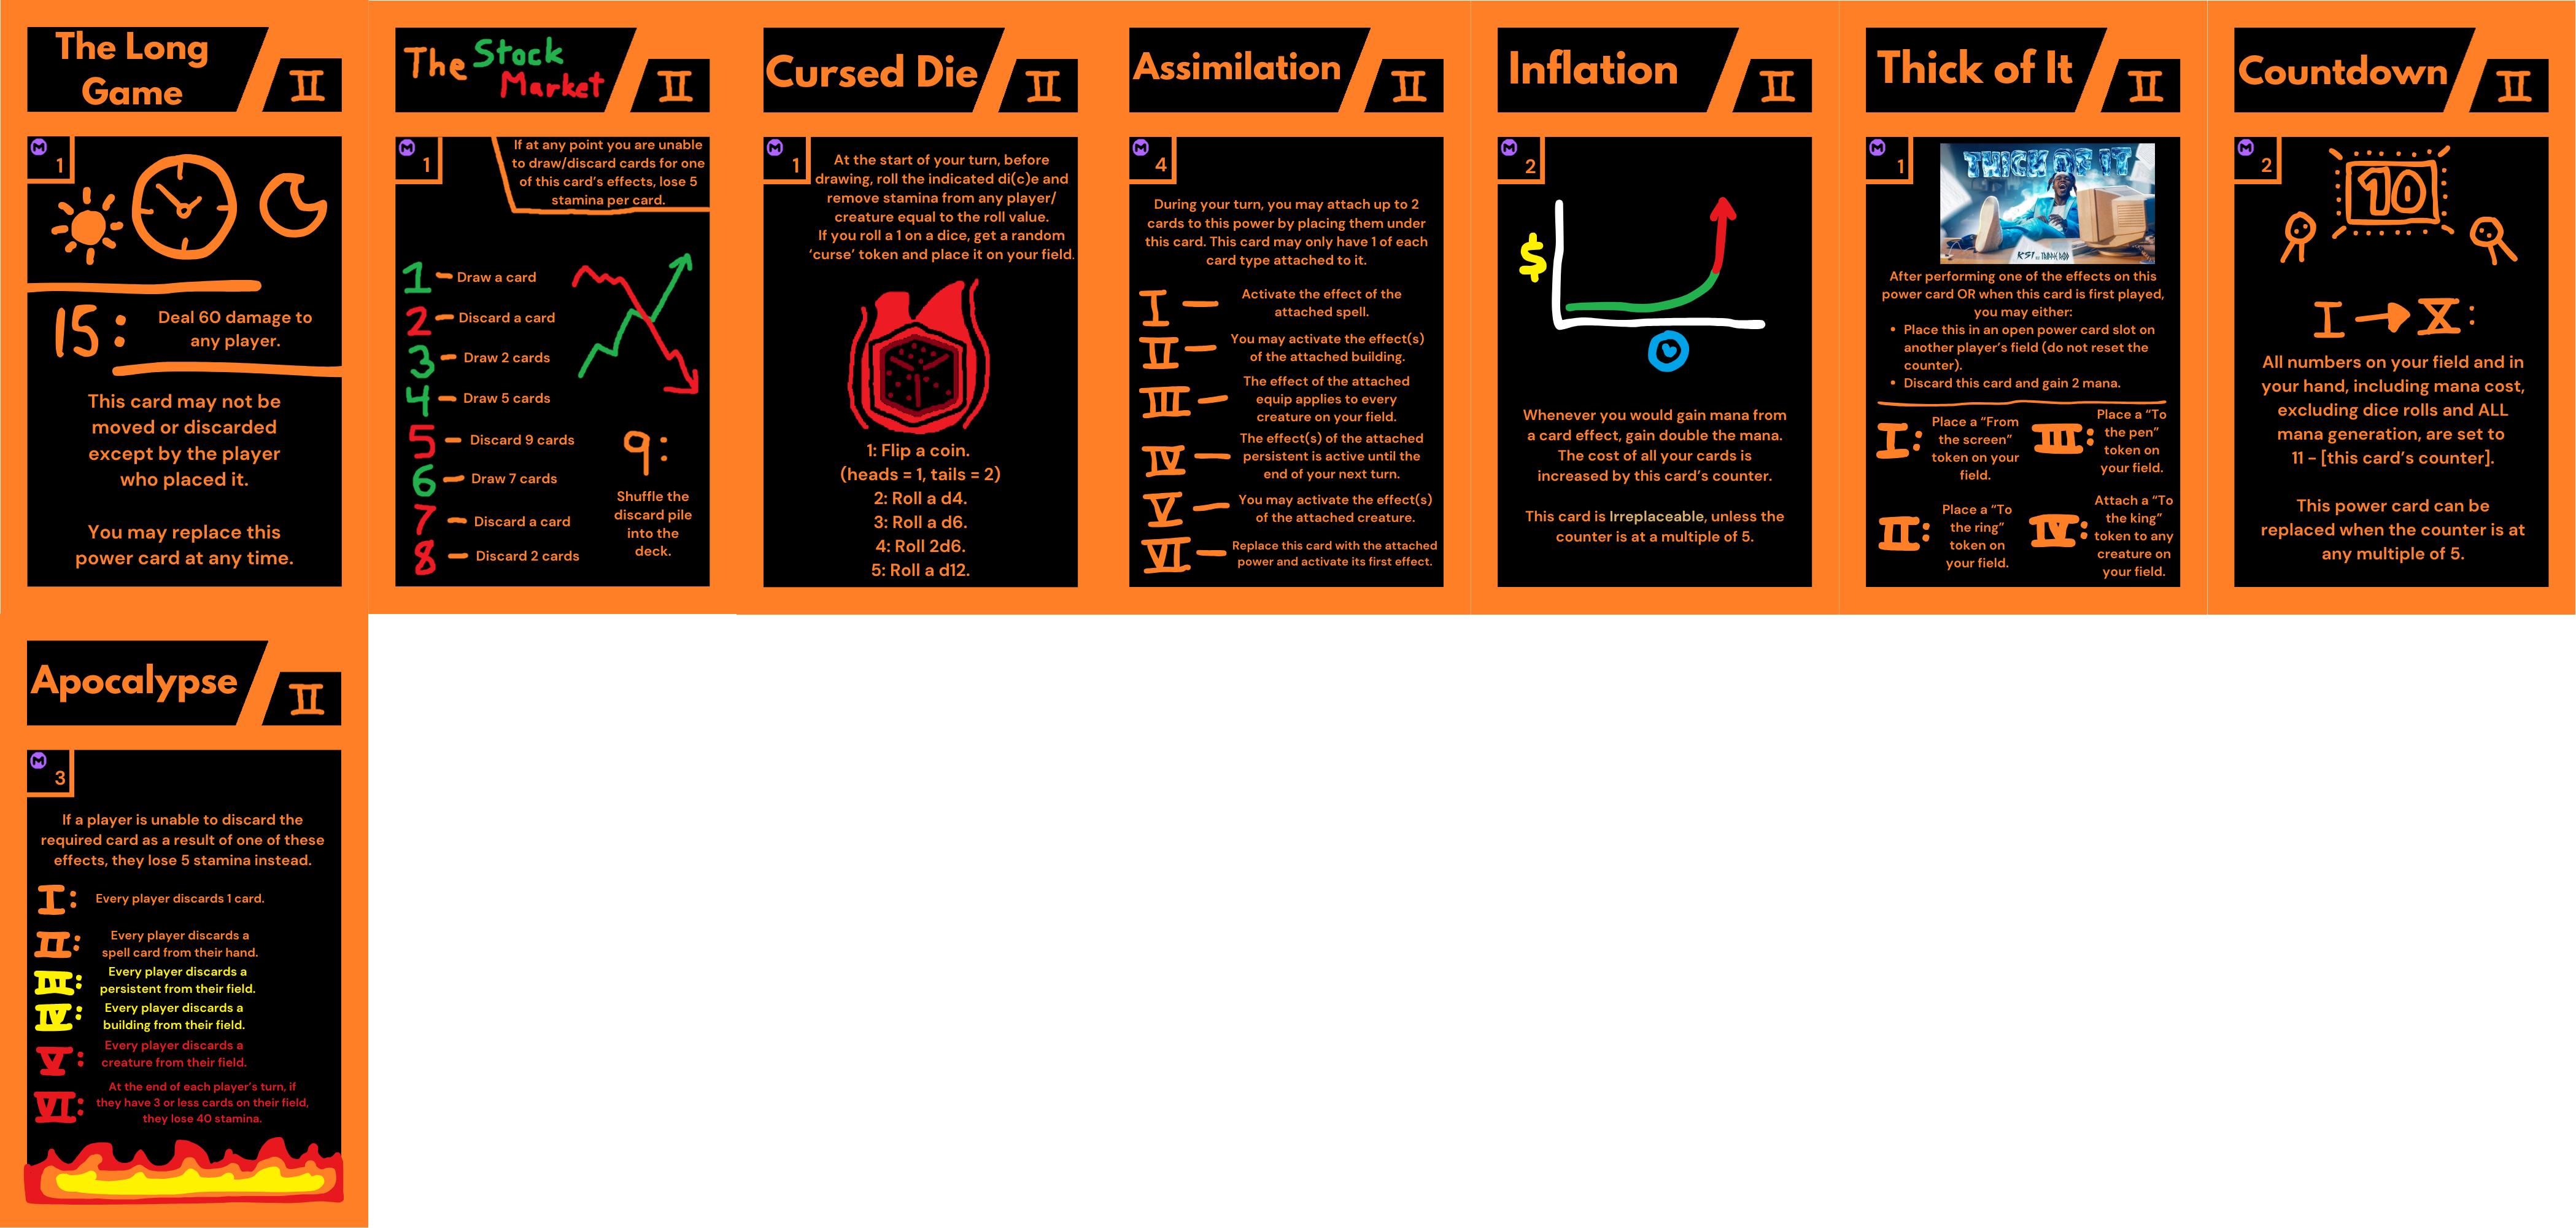 The Long
Game
II
M
1
15:
Deal 60 damage to
any player.
This card may not be
moved or discarded
except by the player
who placed it.
You may replace this
power card at any time.
The Stock
Market
II
M
1
If at any point you are unable
to draw/discard cards for one
of this card's effects, lose 5
stamina per card.
1 - Draw a card
2 - Discard a card
3 - Draw 2 cards
4 - Draw 5 cards
5 - Discard 9 cards
6 - Draw 7 cards
7 - Discard a card
8 - Discard 2 cards
9:
Shuffle the
discard pile
into the
deck.
Cursed Die
II
M
1
At the start of your turn, before
drawing, roll the indicated di(c)e and
remove stamina from any player/
creature equal to the roll value.
If you roll a 1 on a dice, get a random
'curse' token and place it on your field.
1: Flip a coin.
(heads = 1, tails = 2)
2: Roll a d4.
3: Roll a d6.
4: Roll 2d6.
5: Roll a d12.
Assimilation
II
M
4
During your turn, you may attach up to 2
cards to this power by placing them under
this card. This card may only have 1 of each
card type attached to it.
I - Activate the effect of the
attached spell.
II - You may activate the effect(s)
of the attached building.
III - The effect of the attached
equip applies to every
creature on your field.
IV - The effect(s) of the attached
persistent is active until the
end of your next turn.
V - You may activate the effect(s)
of the attached creature.
VI - Replace this card with the attached
power and activate its first effect.
Inflation
II
M
2
$
Whenever you would gain mana from
a card effect, gain double the mana.
The cost of all your cards is
increased by this card's counter.
This card is Irreplaceable, unless the
counter is at a multiple of 5.
Thick of It
II
M
1
THICK OF IT
KSI
After performing one of the effects on this
power card OR when this card is first played,
you may either:
• Place this in an open power card slot on
another player's field (do not reset the
counter).
• Discard this card and gain 2 mana.
I: Place a "From
the screen"
token on your
field.
III: Place a "To
the pen"
token on
your field.
II: Place a "To
the ring"
token on
your field.
IV: Attach a "To
the king"
token to any
creature on
your field.
Countdown
II
M
2
10
I → X:
All numbers on your field and in
your hand, including mana cost,
excluding dice rolls and ALL
mana generation, are set to
11 - [this card's counter].
This power card can be
replaced when the counter is at
any multiple of 5.
Apocalypse
II
M
3
If a player is unable to discard the
required card as a result of one of these
effects, they lose 5 stamina instead.
I: Every player discards 1 card.
II: Every player discards a
spell card from their hand.
III: Every player discards a
persistent from their field.
IV: Every player discards a
building from their field.
V: Every player discards a
creature from their field.
VI: At the end of each player's turn, if
they have 3 or less cards on their field,
they lose 40 stamina.